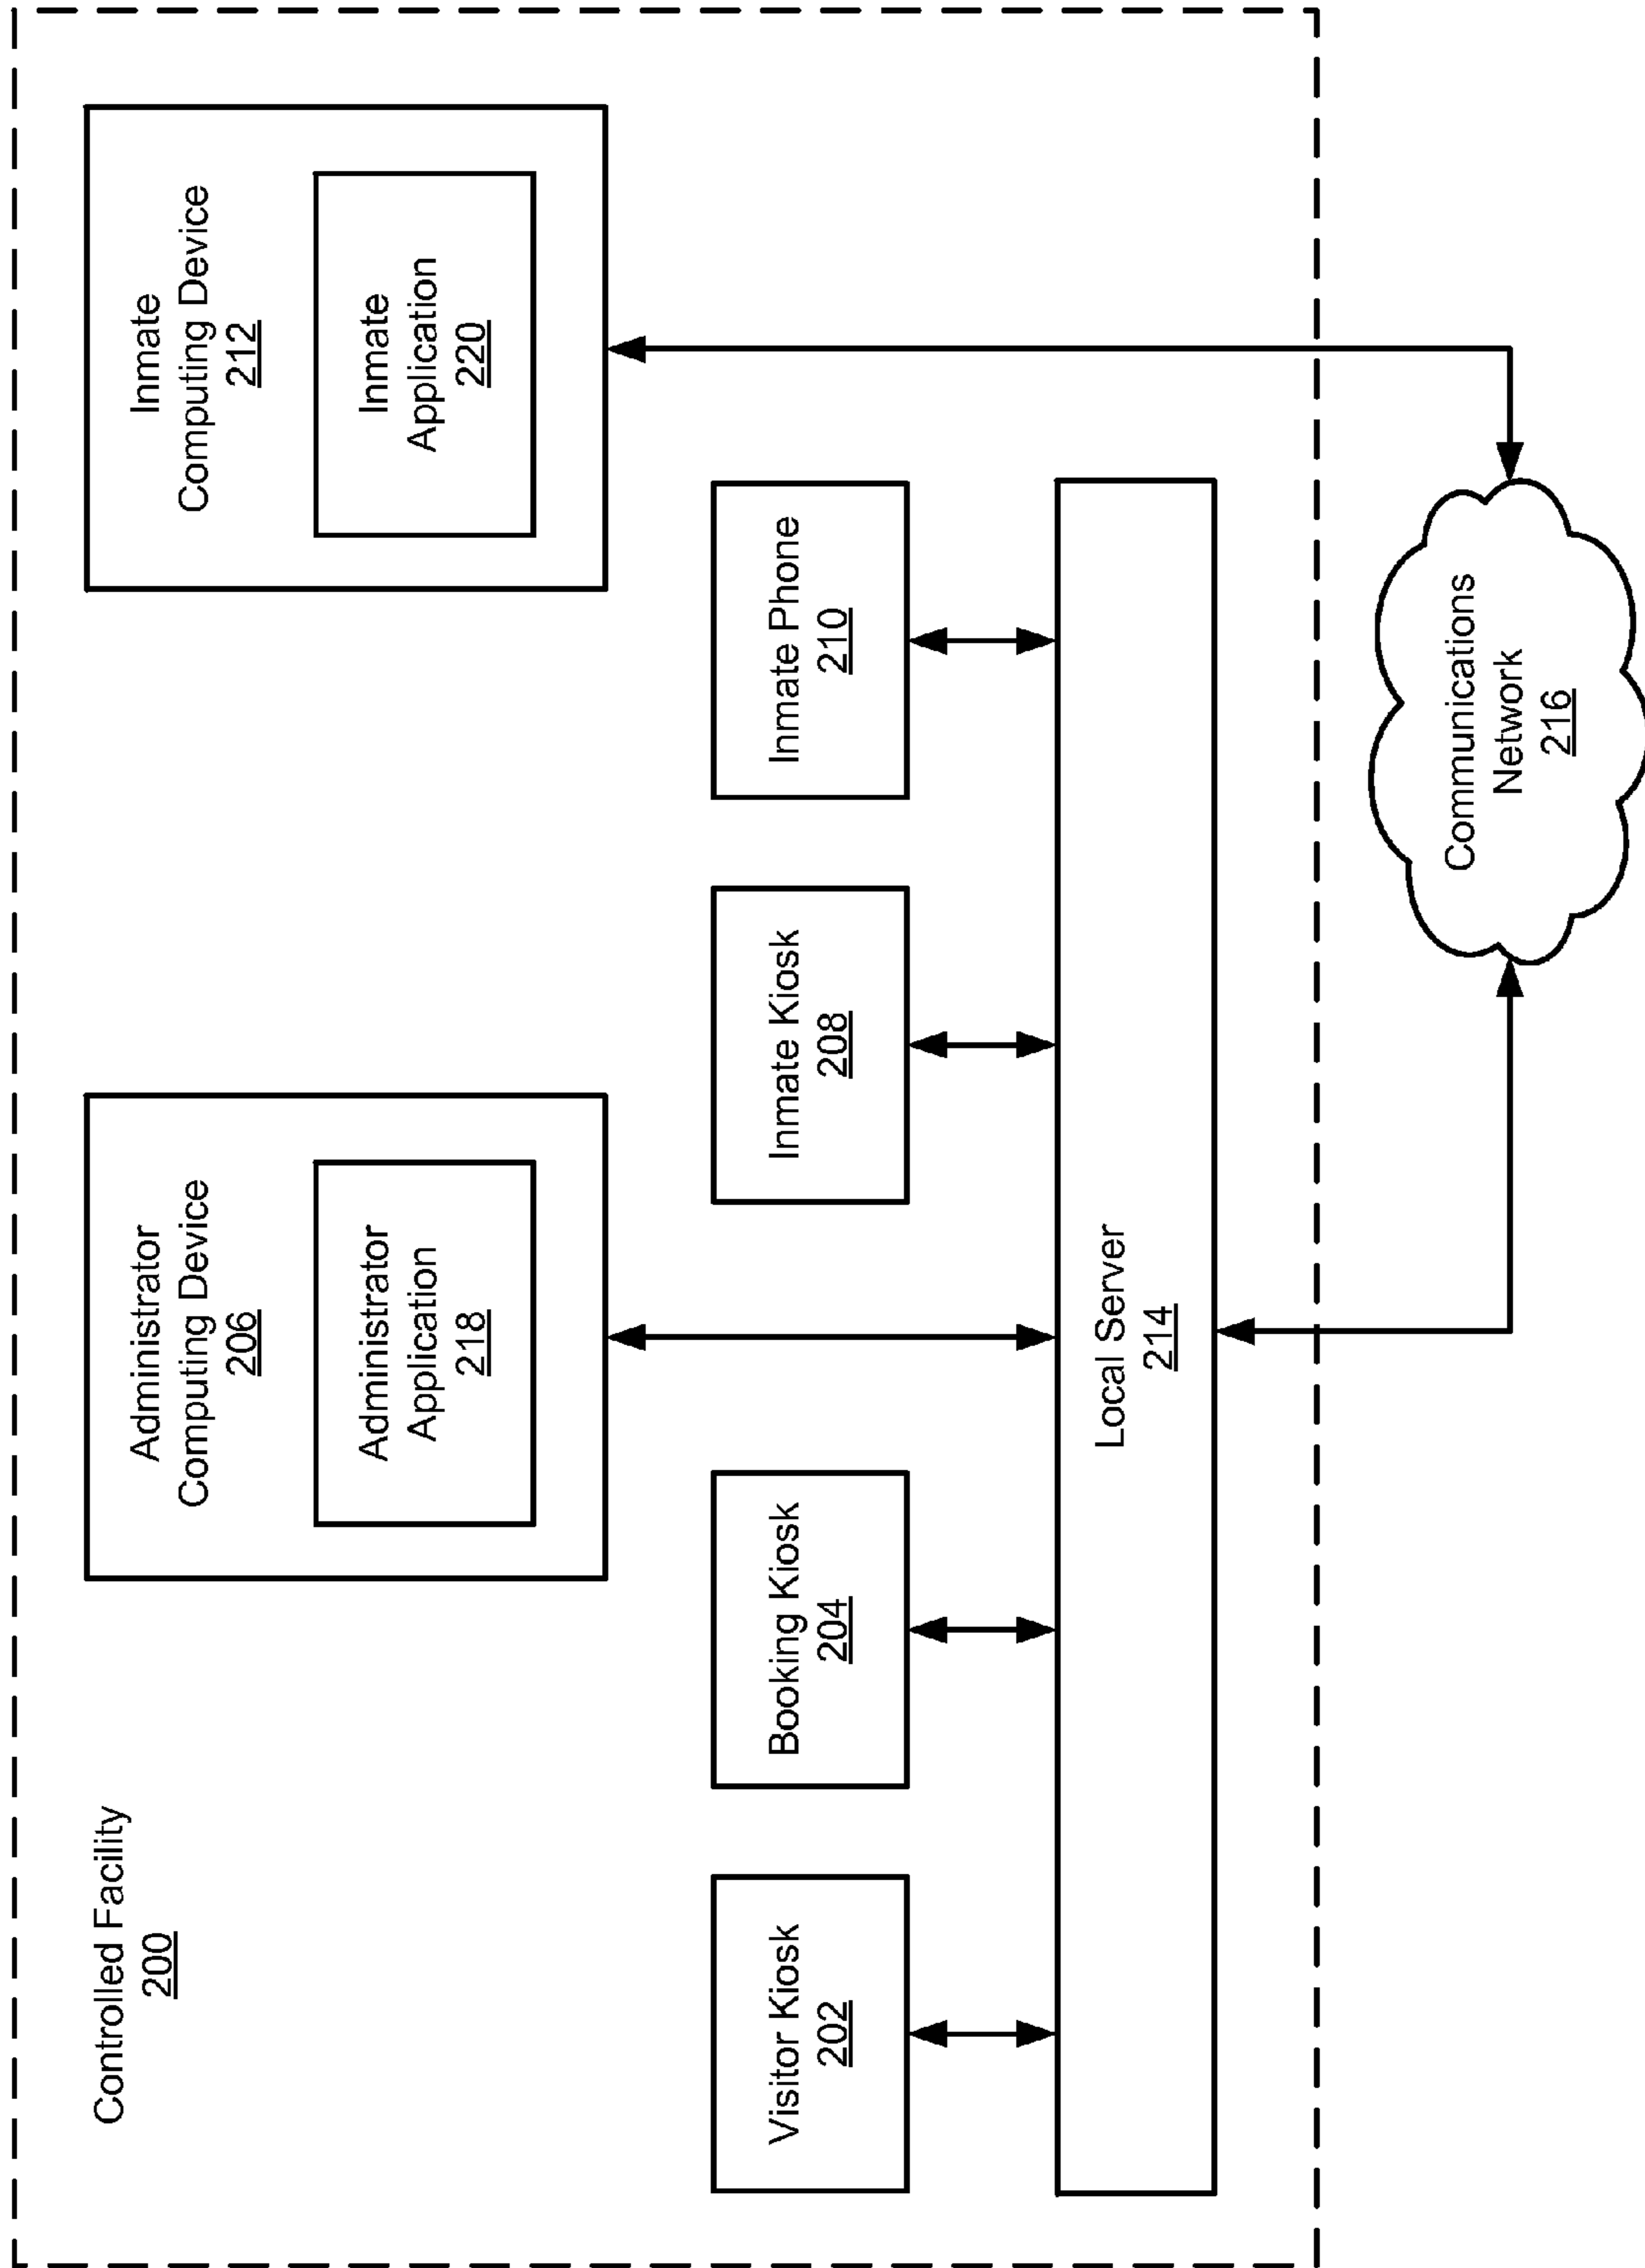 Controlled Facility
200
Administrator
Computing Device
206
Administrator
Application
218
Inmate
Computing Device
212
Inmate
Application
220
Visitor Kiosk
202
Booking Kiosk
204
Inmate Kiosk
208
Inmate Phone
210
Local Server
214
Communications
Network
216